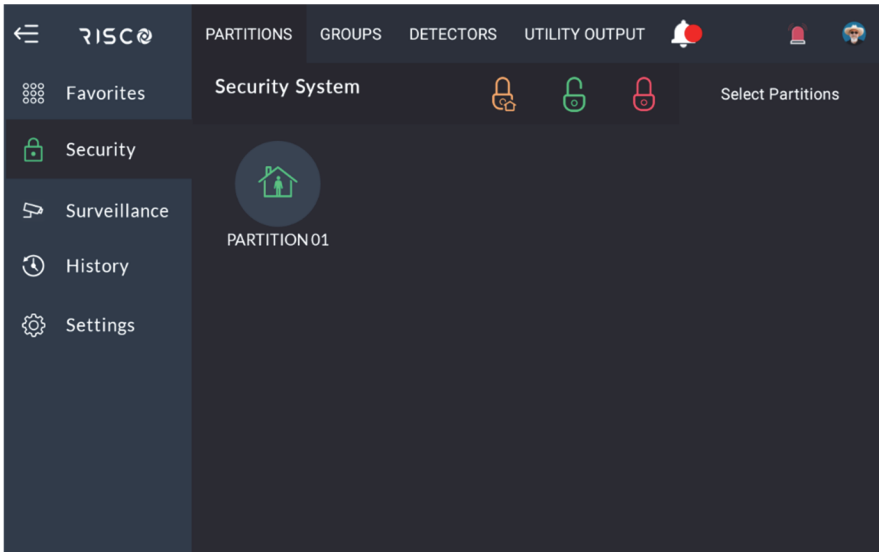 RISCO
PARTITIONS GROUPS DETECTORS UTILITY OUTPUT
Favorites
Security
Surveillance
History
Settings
Security System
Select Partitions
PARTITION 01